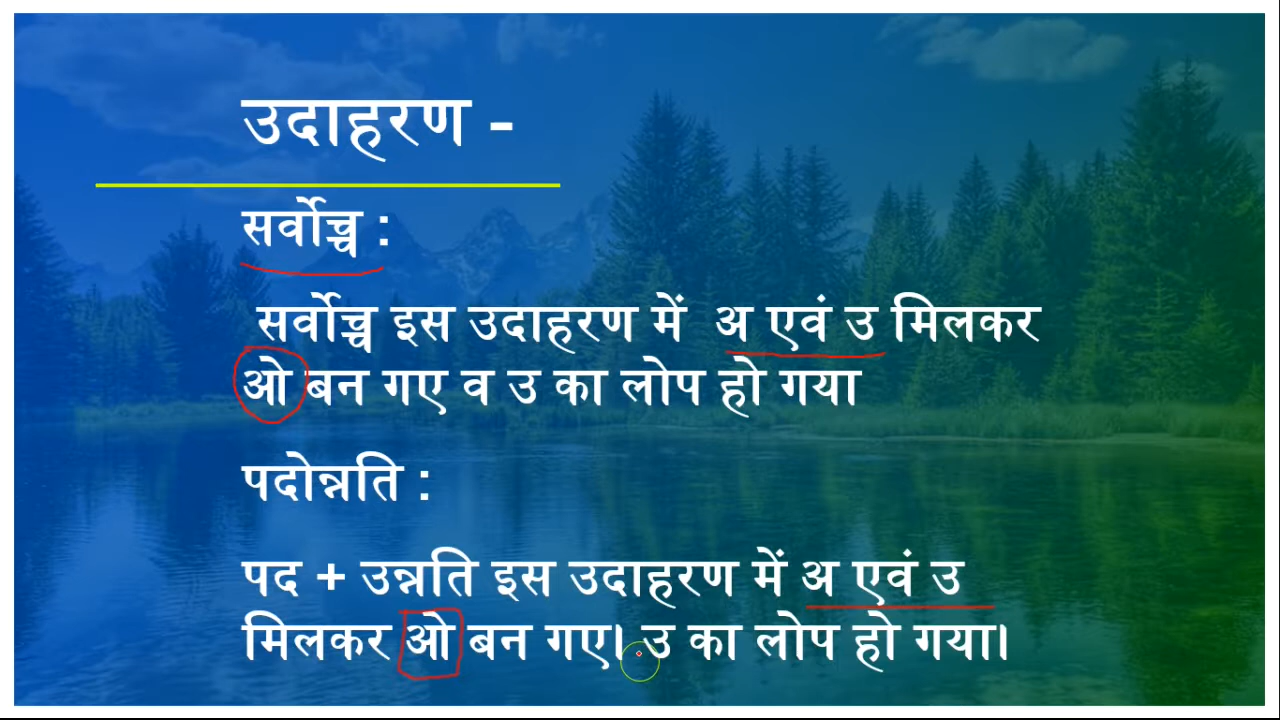 उदाहरण -
सर्वोच्च :
सर्वोच्च इस उदाहरण में अ एवं उ मिलकर
ओ बन गए व उ का लोप हो गया
पदोन्नति :
पद + उन्नति इस उदाहरण में अ एवं उ
मिलकर ओ बन गए। उ का लोप हो गया।